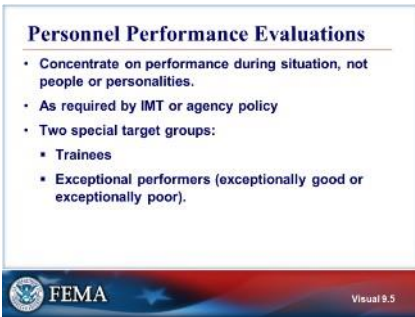 Personnel Performance Evaluations
• Concentrate on performance during situation, not
people or personalities.
• As required by IMT or agency policy
• Two special target groups:
▪ Trainees
▪ Exceptional performers (exceptionally good or
exceptionally poor).
FEMA
Visual 9.5